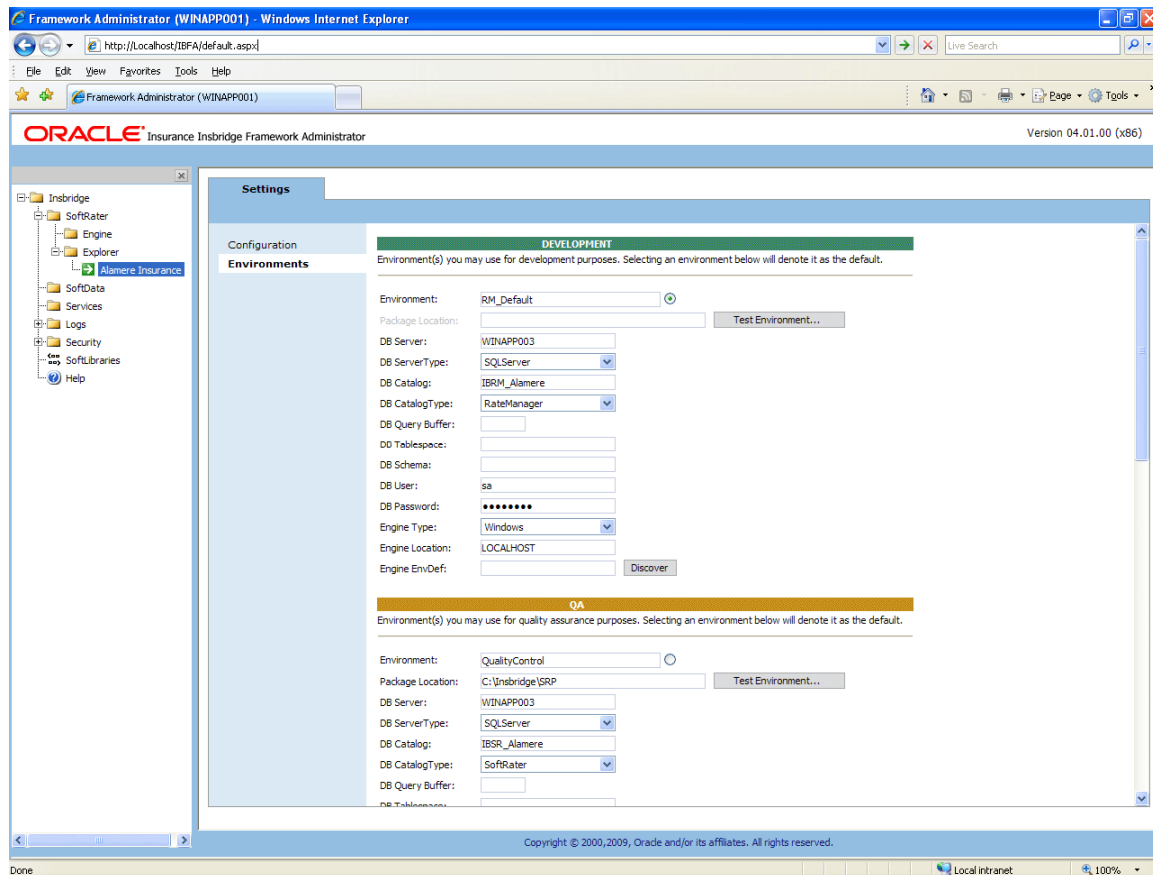 Framework Administrator (WINAPP001) - Windows Internet Explorer
http://Localhost/IBFA/default.aspx
Live Search
File Edit View Favorites Tools Help
Framework Administrator (WINAPP001)
Page Tools
ORACLE Insurance Insbridge Framework Administrator
Version 04.01.00 (x86)
Insbridge
SoftRater
Engine
Explorer
Alamere Insurance
SoftData
Services
Logs
Security
SoftLibraries
Help
Settings
Configuration
Environments
DEVELOPMENT
Environment(s) you may use for development purposes. Selecting an environment below will denote it as the default.
Environment: RM_Default
Package Location: Test Environment...
DB Server: WINAPP003
DB ServerType: SQLServer
DB Catalog: IBRM_Alamere
DB CatalogType: RateManager
DB Query Buffer:
DD Tablespace:
DB Schema:
DB User: sa
DB Password: ••••••••
Engine Type: Windows
Engine Location: LOCALHOST
Engine EnvDef: Discover
QA
Environment(s) you may use for quality assurance purposes. Selecting an environment below will denote it as the default.
Environment: QualityControl
Package Location: C:\Insbridge\SRP Test Environment...
DB Server: WINAPP003
DB ServerType: SQLServer
DB Catalog: IBSR_Alamere
DB CatalogType: SoftRater
DB Query Buffer:
DB Tablespace:
Copyright © 2000,2009, Oracle and/or its affiliates. All rights reserved.
Done
Local intranet
100%